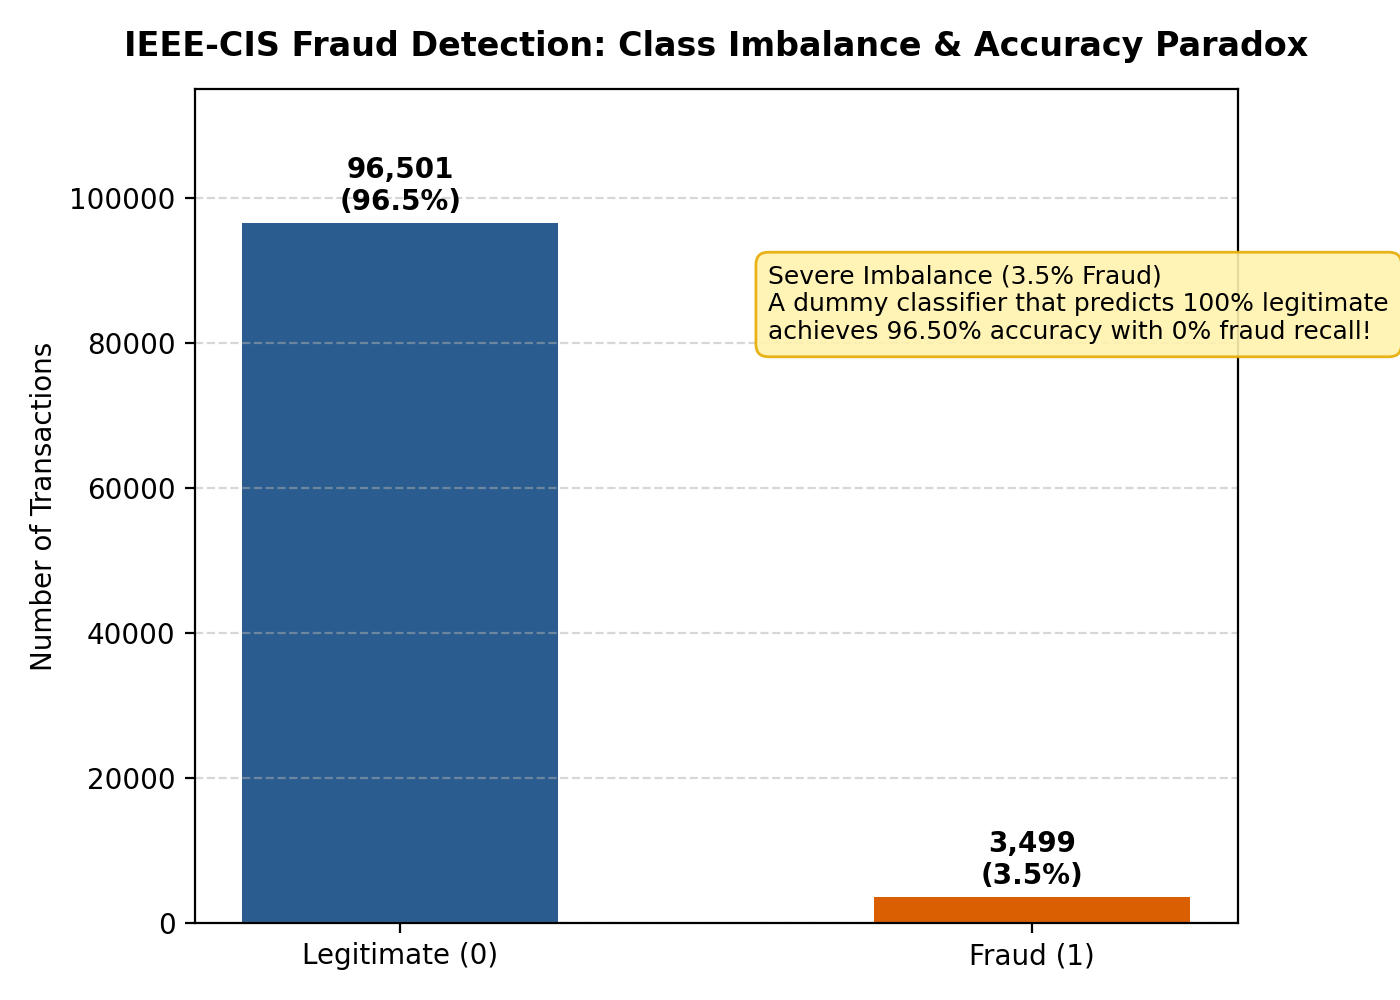 IEEE-CIS Fraud Detection: Class Imbalance & Accuracy Paradox
Number of Transactions
100000
80000
60000
40000
20000
0
96,501
(96.5%)
Severe Imbalance (3.5% Fraud)
A dummy classifier that predicts 100% legitimate
achieves 96.50% accuracy with 0% fraud recall!
3,499
(3.5%)
Legitimate (0)
Fraud (1)